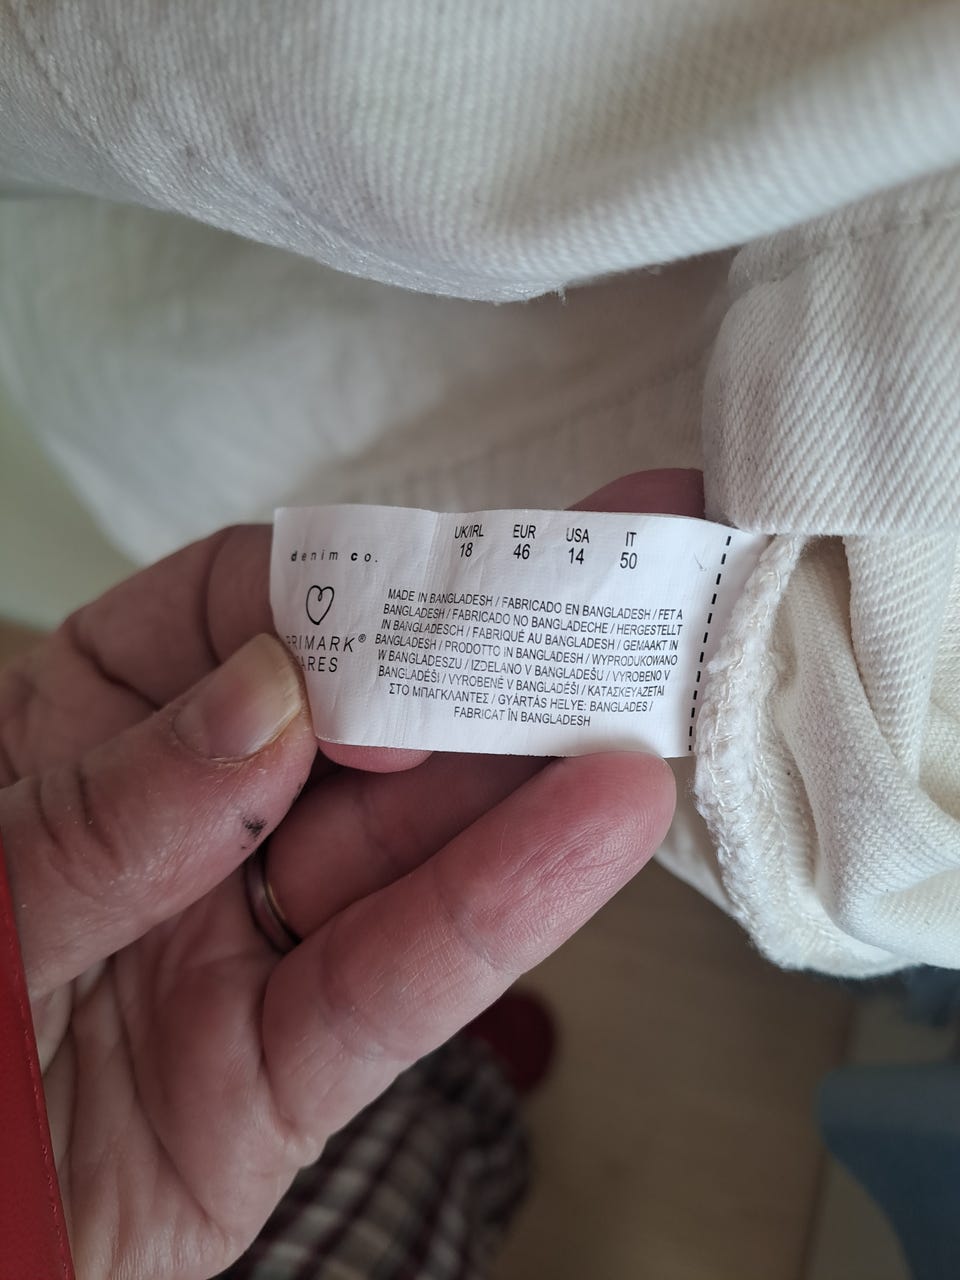 denim co.
PRIMARK®
CARES
UK/IRL EUR USA IT
18 46 14 50
MADE IN BANGLADESH / FABRICADO EN BANGLADESH / FET A
BANGLADESH / FABRICADO NO BANGLADECHE / HERGESTELLT
IN BANGLADESCH / FABRIQUÉ AU BANGLADESH / GEMAAKT IN
BANGLADESH / PRODOTTO IN BANGLADESH / WYPRODUKOWANO
W BANGLADESZU / IZDELANO V BANGLADEŠU / VYROBENO V
BANGLADÉŠI / VYROBENÉ V BANGLADÉŠI / ΚΑΤΑΣΚΕΥΑΖΕΤΑΙ
ΣΤΟ ΜΠΑΓΚΛΑΝΤΕΣ / GYÁRTÁS HELYE: BANGLADES /
FABRICAT ÎN BANGLADESH